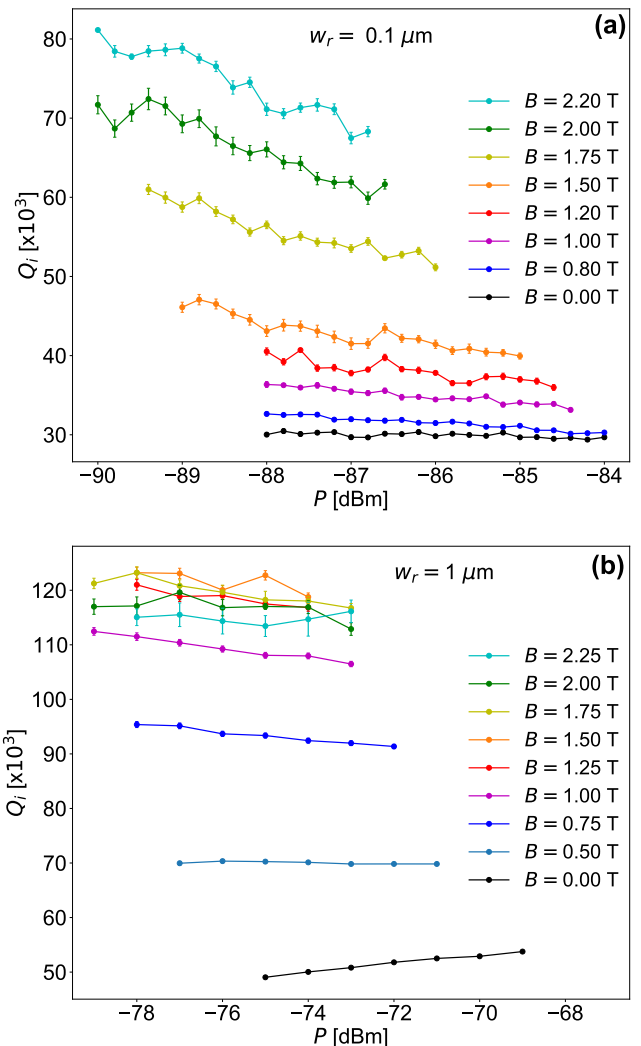 (a)
w_r = 0.1 μm
80
70
60
50
40
30
Q_i [x10^3]
B = 2.20 T
B = 2.00 T
B = 1.75 T
B = 1.50 T
B = 1.20 T
B = 1.00 T
B = 0.80 T
B = 0.00 T
−90 −89 −88 −87 −86 −85 −84
P [dBm]
(b)
w_r = 1 μm
120
110
100
90
80
70
60
50
Q_i [x10^3]
B = 2.25 T
B = 2.00 T
B = 1.75 T
B = 1.50 T
B = 1.25 T
B = 1.00 T
B = 0.75 T
B = 0.50 T
B = 0.00 T
−78 −76 −74 −72 −70 −68
P [dBm]